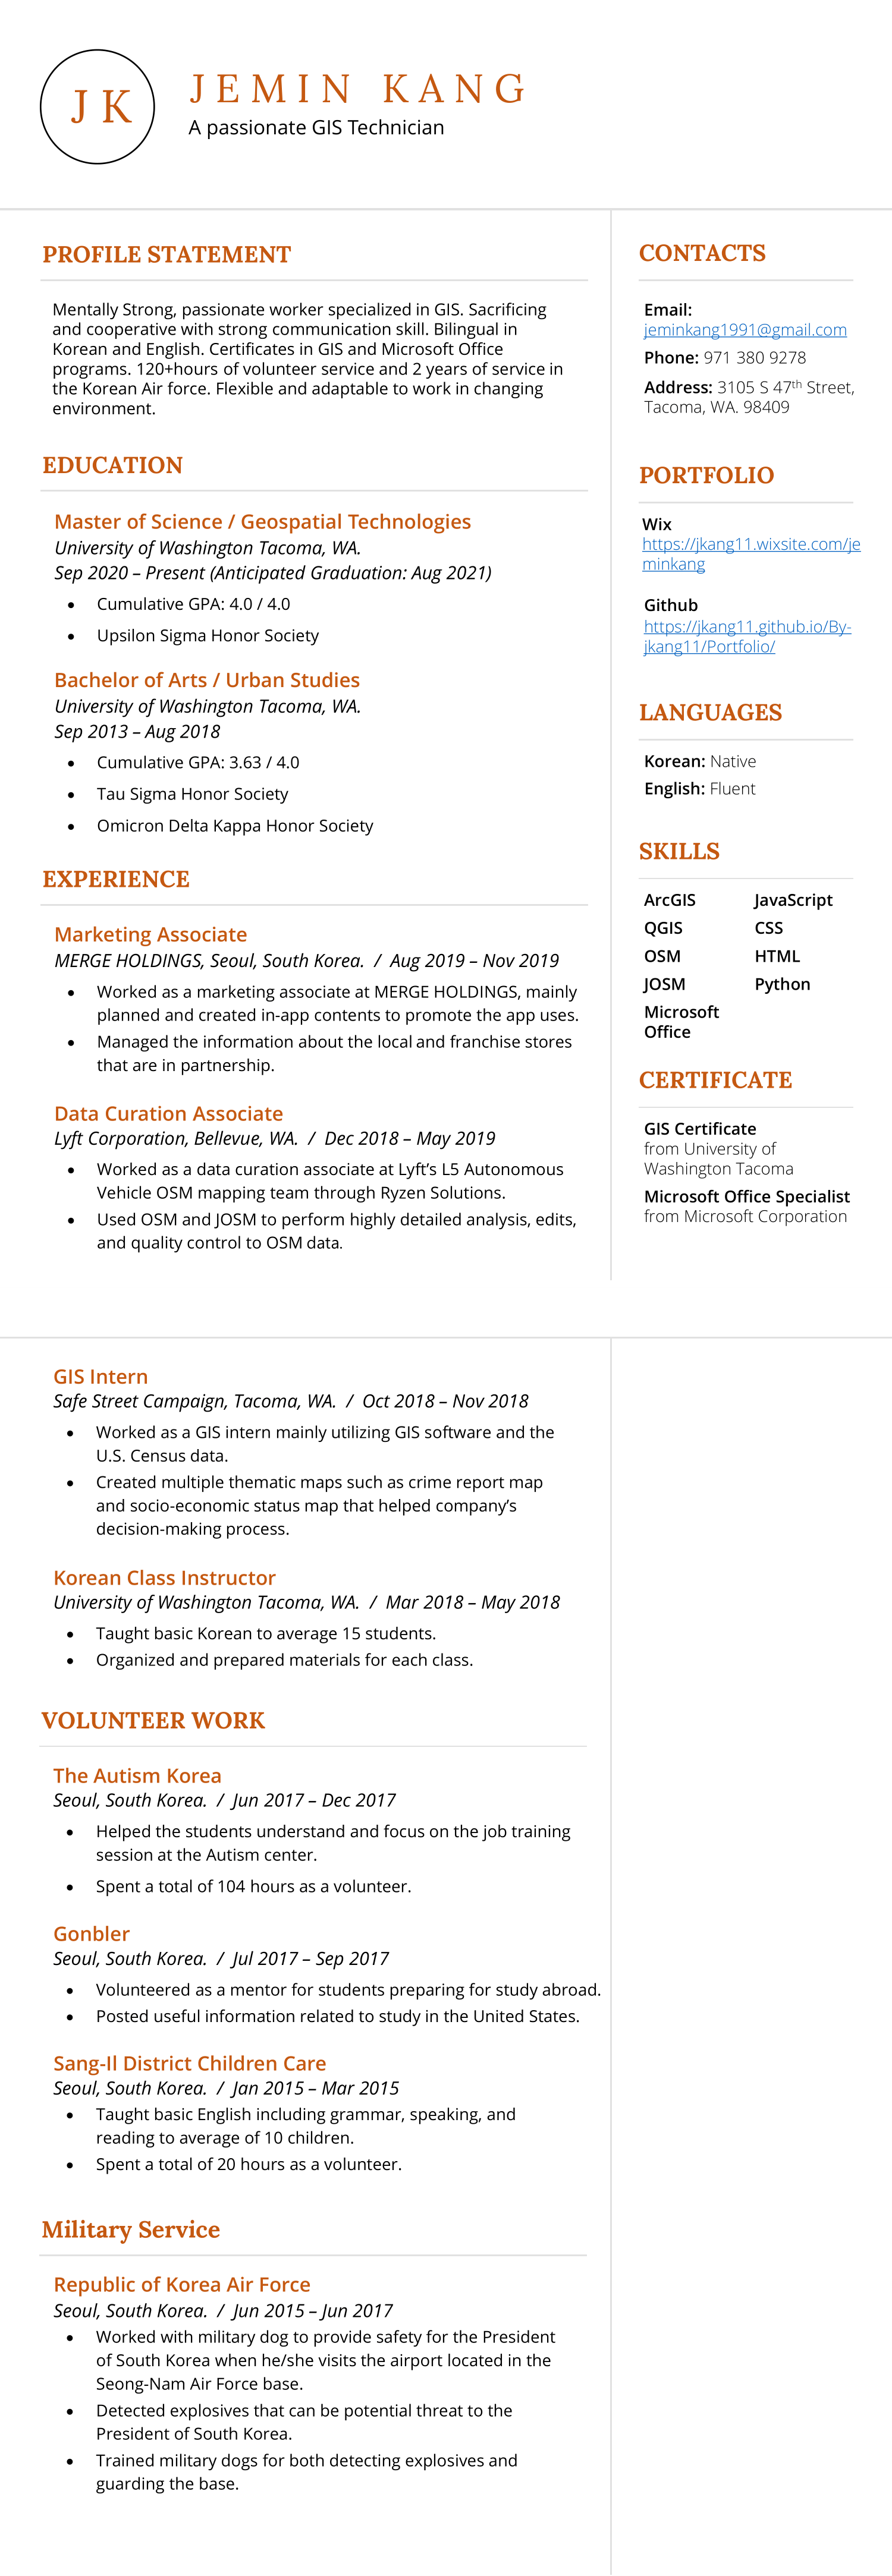 J K
JEMIN KANG
A passionate GIS Technician
PROFILE STATEMENT
Mentally Strong, passionate worker specialized in GIS. Sacrificing
and cooperative with strong communication skill. Bilingual in
Korean and English. Certificates in GIS and Microsoft Office
programs. 120+hours of volunteer service and 2 years of service in
the Korean Air force. Flexible and adaptable to work in changing
environment.
EDUCATION
Master of Science / Geospatial Technologies
University of Washington Tacoma, WA.
Sep 2020 – Present (Anticipated Graduation: Aug 2021)
• Cumulative GPA: 4.0 / 4.0
• Upsilon Sigma Honor Society
Bachelor of Arts / Urban Studies
University of Washington Tacoma, WA.
Sep 2013 – Aug 2018
• Cumulative GPA: 3.63 / 4.0
• Tau Sigma Honor Society
• Omicron Delta Kappa Honor Society
EXPERIENCE
Marketing Associate
MERGE HOLDINGS, Seoul, South Korea. / Aug 2019 – Nov 2019
• Worked as a marketing associate at MERGE HOLDINGS, mainly
planned and created in-app contents to promote the app uses.
• Managed the information about the local and franchise stores
that are in partnership.
Data Curation Associate
Lyft Corporation, Bellevue, WA. / Dec 2018 – May 2019
• Worked as a data curation associate at Lyft's L5 Autonomous
Vehicle OSM mapping team through Ryzen Solutions.
• Used OSM and JOSM to perform highly detailed analysis, edits,
and quality control to OSM data.
CONTACTS
Email:
jeminkang1991@gmail.com
Phone: 971 380 9278
Address: 3105 S 47th Street,
Tacoma, WA. 98409
PORTFOLIO
Wix
https://jkang11.wixsite.com/je
minkang
Github
https://jkang11.github.io/By-
jkang11/Portfolio/
LANGUAGES
Korean: Native
English: Fluent
SKILLS
ArcGIS JavaScript
QGIS CSS
OSM HTML
JOSM Python
Microsoft
Office
CERTIFICATE
GIS Certificate
from University of
Washington Tacoma
Microsoft Office Specialist
from Microsoft Corporation
GIS Intern
Safe Street Campaign, Tacoma, WA. / Oct 2018 – Nov 2018
• Worked as a GIS intern mainly utilizing GIS software and the
U.S. Census data.
• Created multiple thematic maps such as crime report map
and socio-economic status map that helped company's
decision-making process.
Korean Class Instructor
University of Washington Tacoma, WA. / Mar 2018 – May 2018
• Taught basic Korean to average 15 students.
• Organized and prepared materials for each class.
VOLUNTEER WORK
The Autism Korea
Seoul, South Korea. / Jun 2017 – Dec 2017
• Helped the students understand and focus on the job training
session at the Autism center.
• Spent a total of 104 hours as a volunteer.
Gonbler
Seoul, South Korea. / Jul 2017 – Sep 2017
• Volunteered as a mentor for students preparing for study abroad.
• Posted useful information related to study in the United States.
Sang-Il District Children Care
Seoul, South Korea. / Jan 2015 – Mar 2015
• Taught basic English including grammar, speaking, and
reading to average of 10 children.
• Spent a total of 20 hours as a volunteer.
Military Service
Republic of Korea Air Force
Seoul, South Korea. / Jun 2015 – Jun 2017
• Worked with military dog to provide safety for the President
of South Korea when he/she visits the airport located in the
Seong-Nam Air Force base.
• Detected explosives that can be potential threat to the
President of South Korea.
• Trained military dogs for both detecting explosives and
guarding the base.